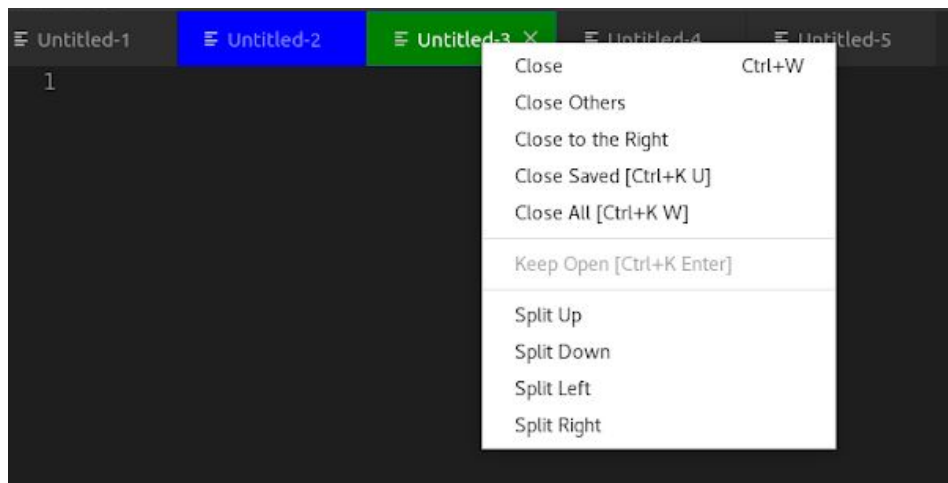 Untitled-1 Untitled-2 Untitled-3 Untitled-4 Untitled-5
1
Close Ctrl+W
Close Others
Close to the Right
Close Saved [Ctrl+K U]
Close All [Ctrl+K W]
Keep Open [Ctrl+K Enter]
Split Up
Split Down
Split Left
Split Right